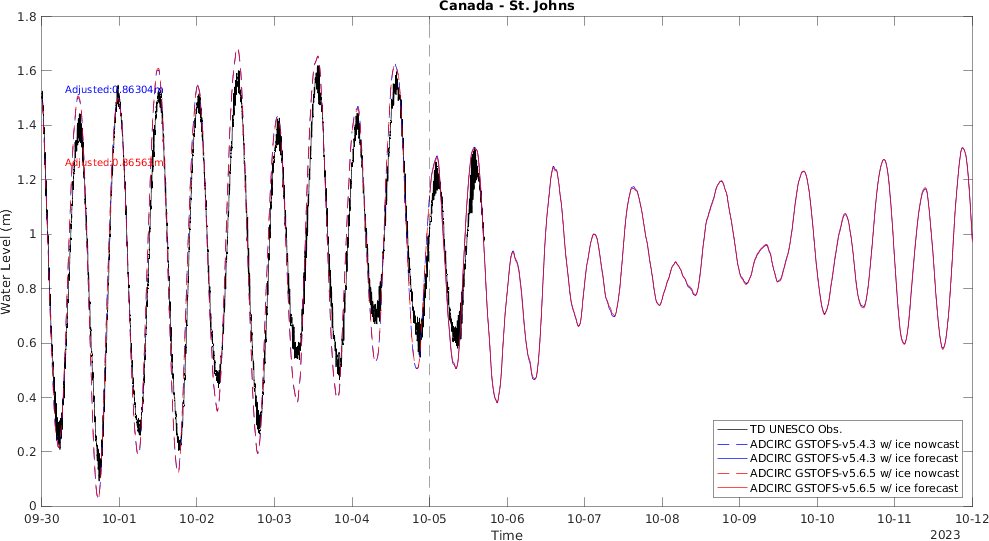 Canada - St. Johns
1.8
1.6
1.4
1.2
1
0.8
0.6
0.4
0.2
0
Water Level (m)
Adjusted:0.86304m
Adjusted:0.86563m
TD UNESCO Obs.
ADCIRC GSTOFS-v5.4.3 w/ ice nowcast
ADCIRC GSTOFS-v5.4.3 w/ ice forecast
ADCIRC GSTOFS-v5.6.5 w/ ice nowcast
ADCIRC GSTOFS-v5.6.5 w/ ice forecast
09-30 10-01 10-02 10-03 10-04 10-05 10-06 10-07 10-08 10-09 10-10 10-11 10-12
Time
2023